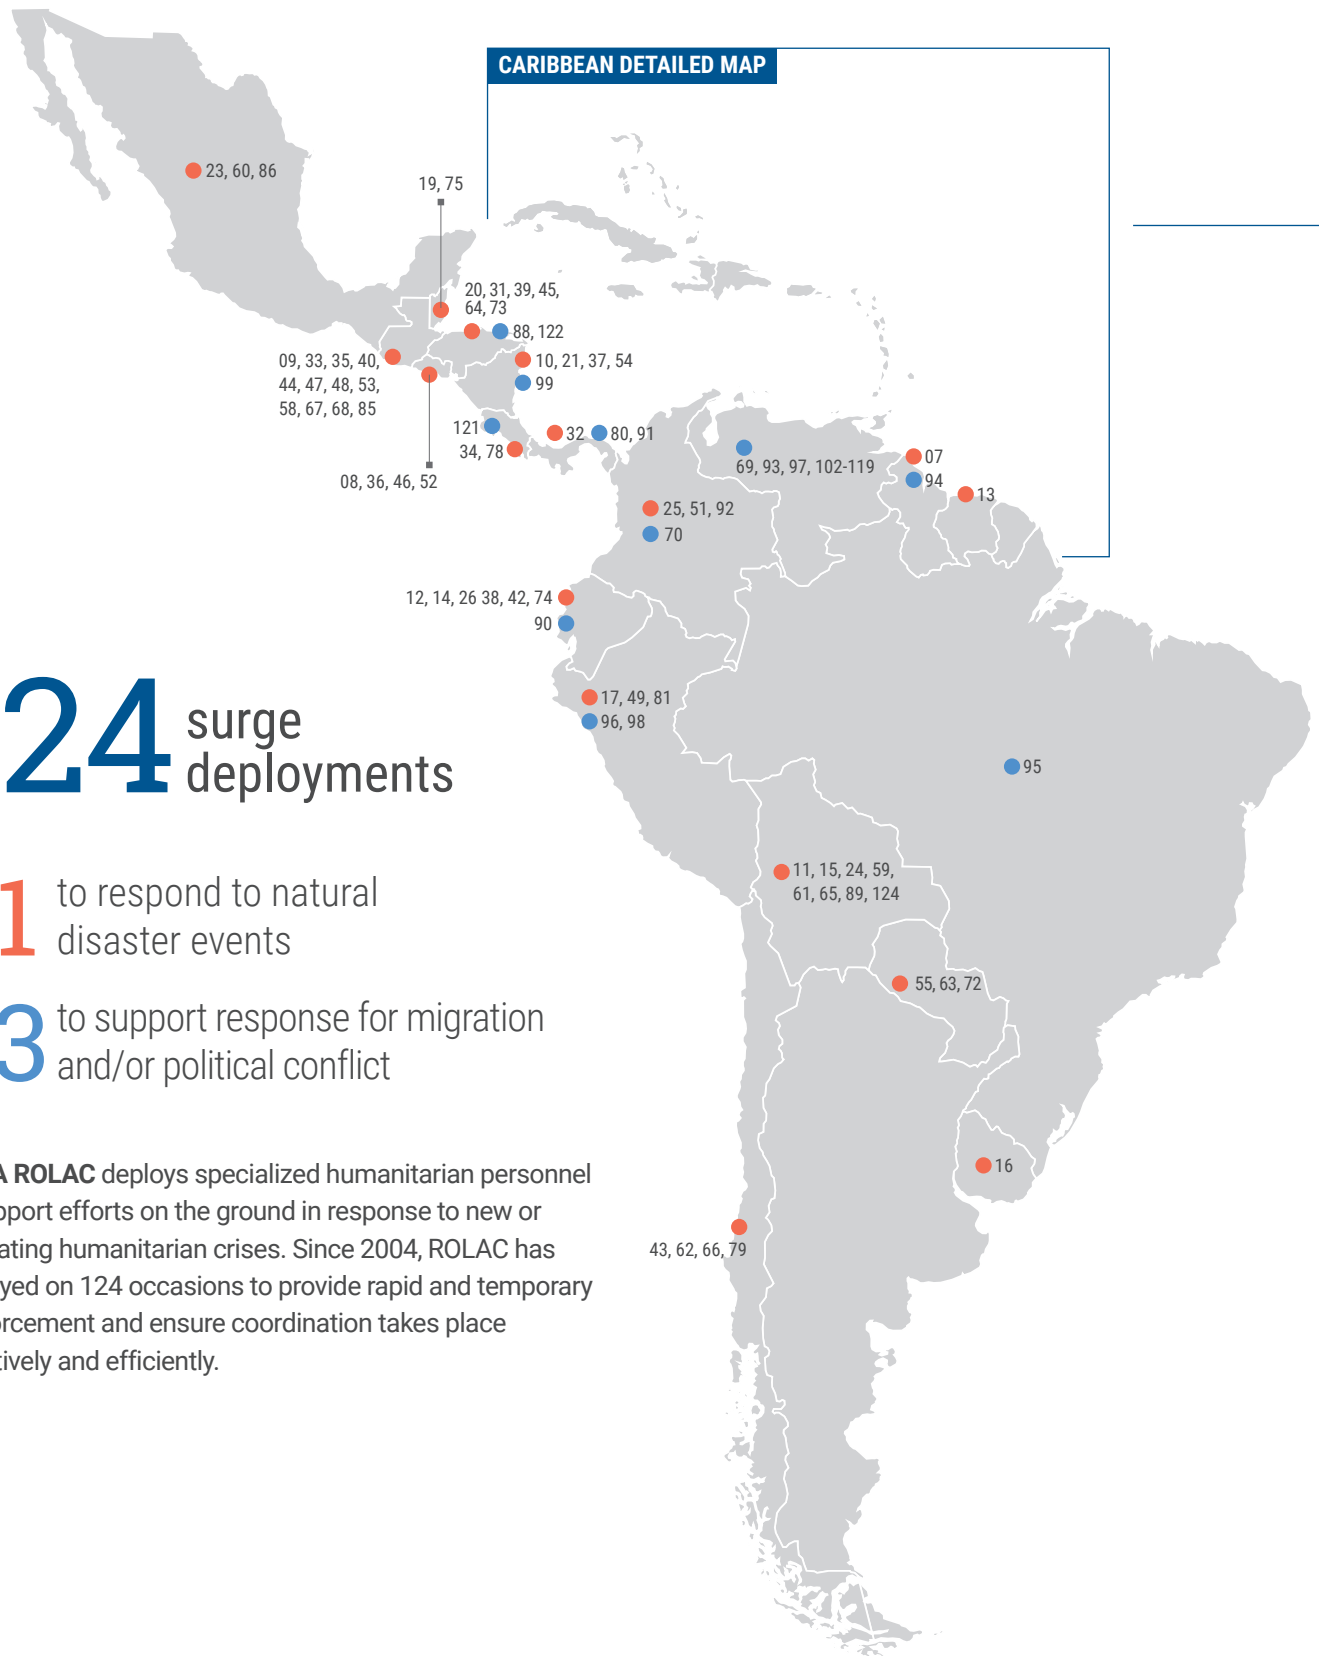 CARIBBEAN DETAILED MAP
23, 60, 86
19, 75
20, 31, 39, 45,
64, 73
88, 122
09, 33, 35, 40,
44, 47, 48, 53,
58, 67, 68, 85
10, 21, 37, 54
99
121
34, 78
32
80, 91
08, 36, 46, 52
69, 93, 97, 102-119
07
94
13
25, 51, 92
70
12, 14, 26 38, 42, 74
90
17, 49, 81
96, 98
95
24 surge
deployments
1 to respond to natural
disaster events
3 to support response for migration
and/or political conflict
11, 15, 24, 59,
61, 65, 89, 124
55, 63, 72
16
43, 62, 66, 79
A ROLAC deploys specialized humanitarian personnel
pport efforts on the ground in response to new or
ating humanitarian crises. Since 2004, ROLAC has
yed on 124 occasions to provide rapid and temporary
orcement and ensure coordination takes place
tively and efficiently.